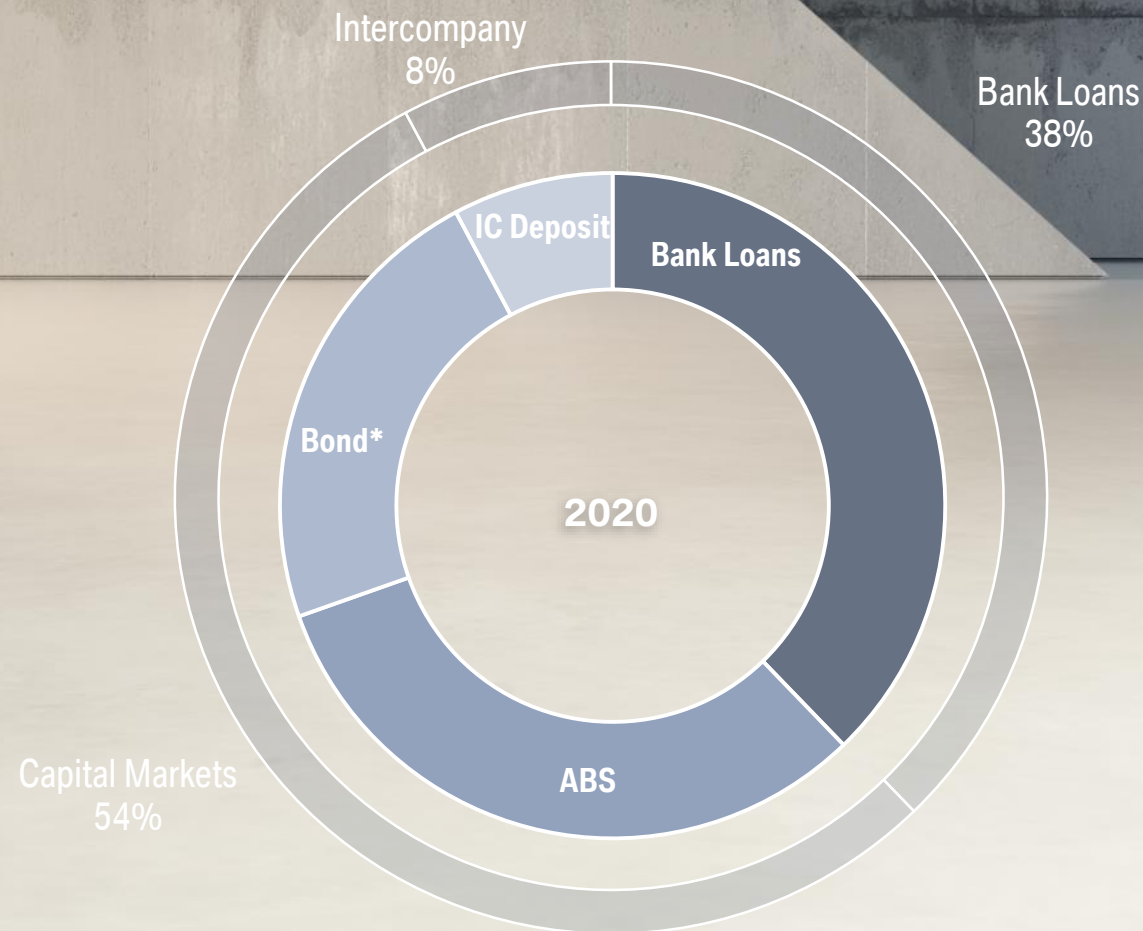 Intercompany
8%
Bank Loans
38%
IC Deposit
Bank Loans
Bond*
2020
ABS
Capital Markets
54%